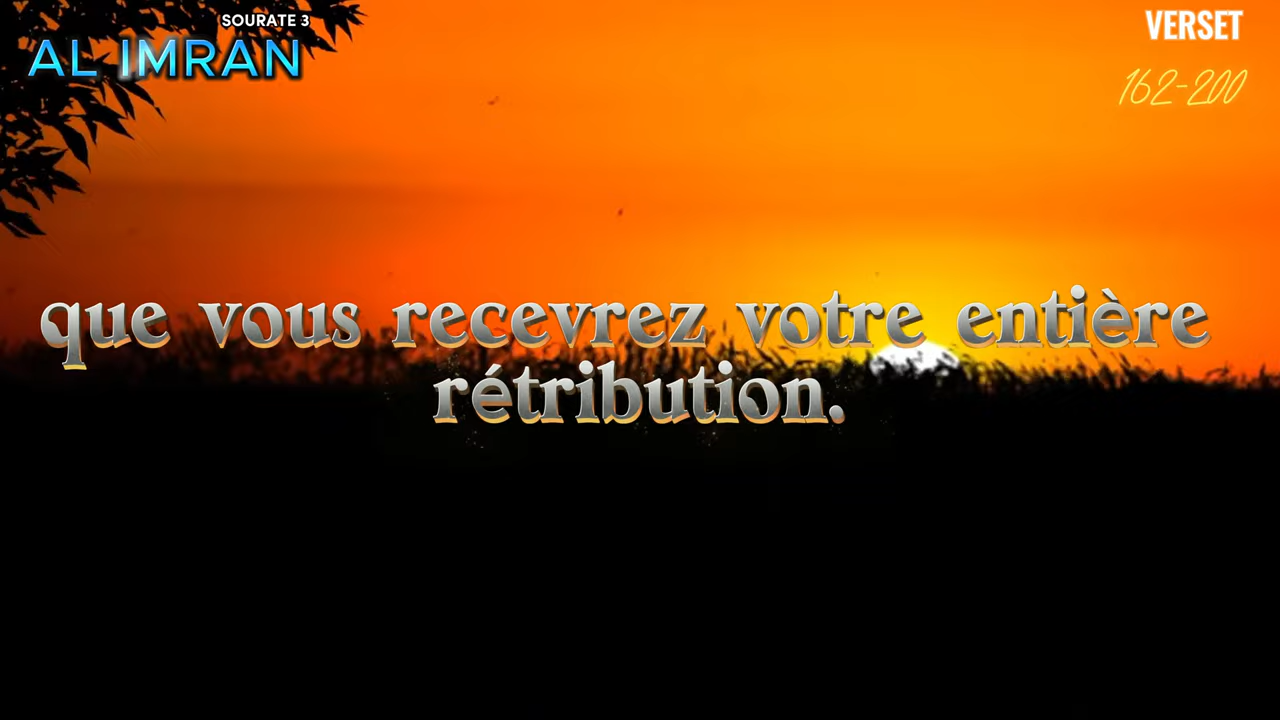 SOURATE 3
AL IMRAN
VERSET
162-200
que vous recevrez votre entière
rétribution.